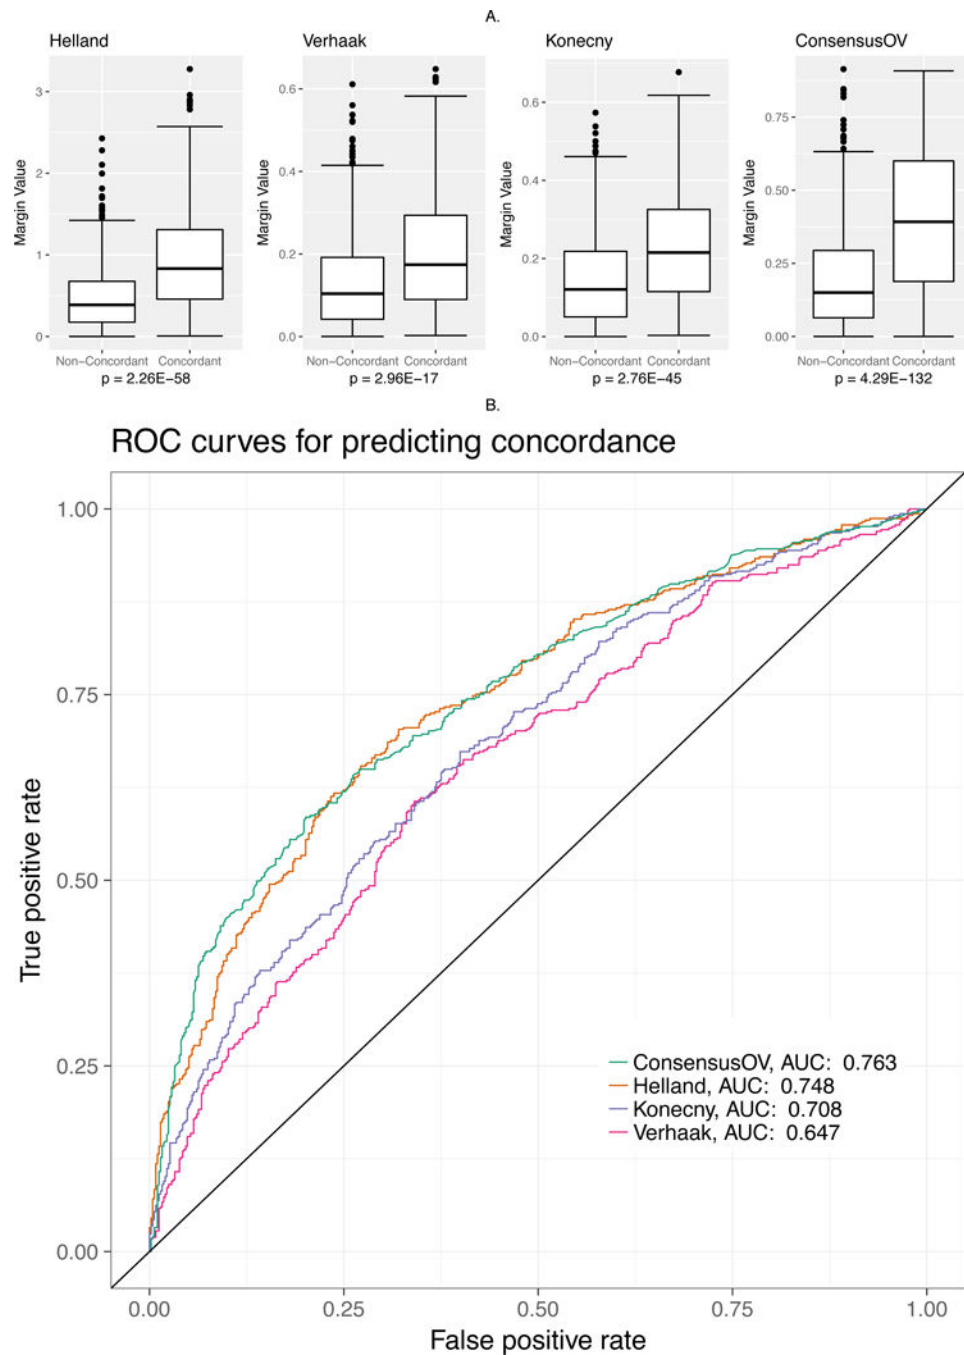 A.
Helland
Verhaak
Konecny
ConsensusOV
Margin Value
3
2
1
0
Non−Concordant Concordant
p = 2.26E−58
Margin Value
0.6
0.4
0.2
0.0
Non−Concordant Concordant
p = 2.96E−17
Margin Value
0.6
0.4
0.2
0.0
Non−Concordant Concordant
p = 2.76E−45
Margin Value
0.75
0.50
0.25
0.00
Non−Concordant Concordant
p = 4.29E−132
B.
ROC curves for predicting concordance
True positive rate
1.00
0.75
0.50
0.25
0.00
ConsensusOV, AUC: 0.763
Helland, AUC: 0.748
Konecny, AUC: 0.708
Verhaak, AUC: 0.647
0.00 0.25 0.50 0.75 1.00
False positive rate